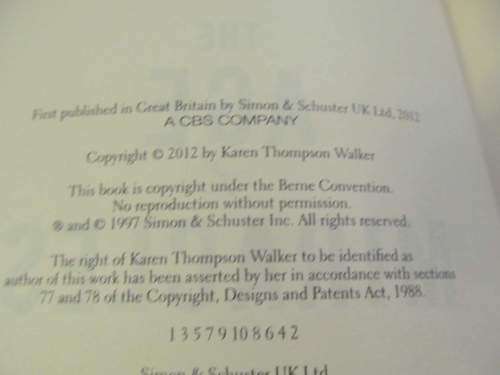 First published in Great Britain by Simon & Schuster UK Ltd, 2012
A CBS COMPANY
Copyright © 2012 by Karen Thompson Walker
This book is copyright under the Berne Convention.
No reproduction without permission.
® and © 1997 Simon & Schuster Inc. All rights reserved.
The right of Karen Thompson Walker to be identified as
author of this work has been asserted by her in accordance with sections
77 and 78 of the Copyright, Designs and Patents Act, 1988.
1 3 5 7 9 10 8 6 4 2
Simon & Schuster UK Ltd